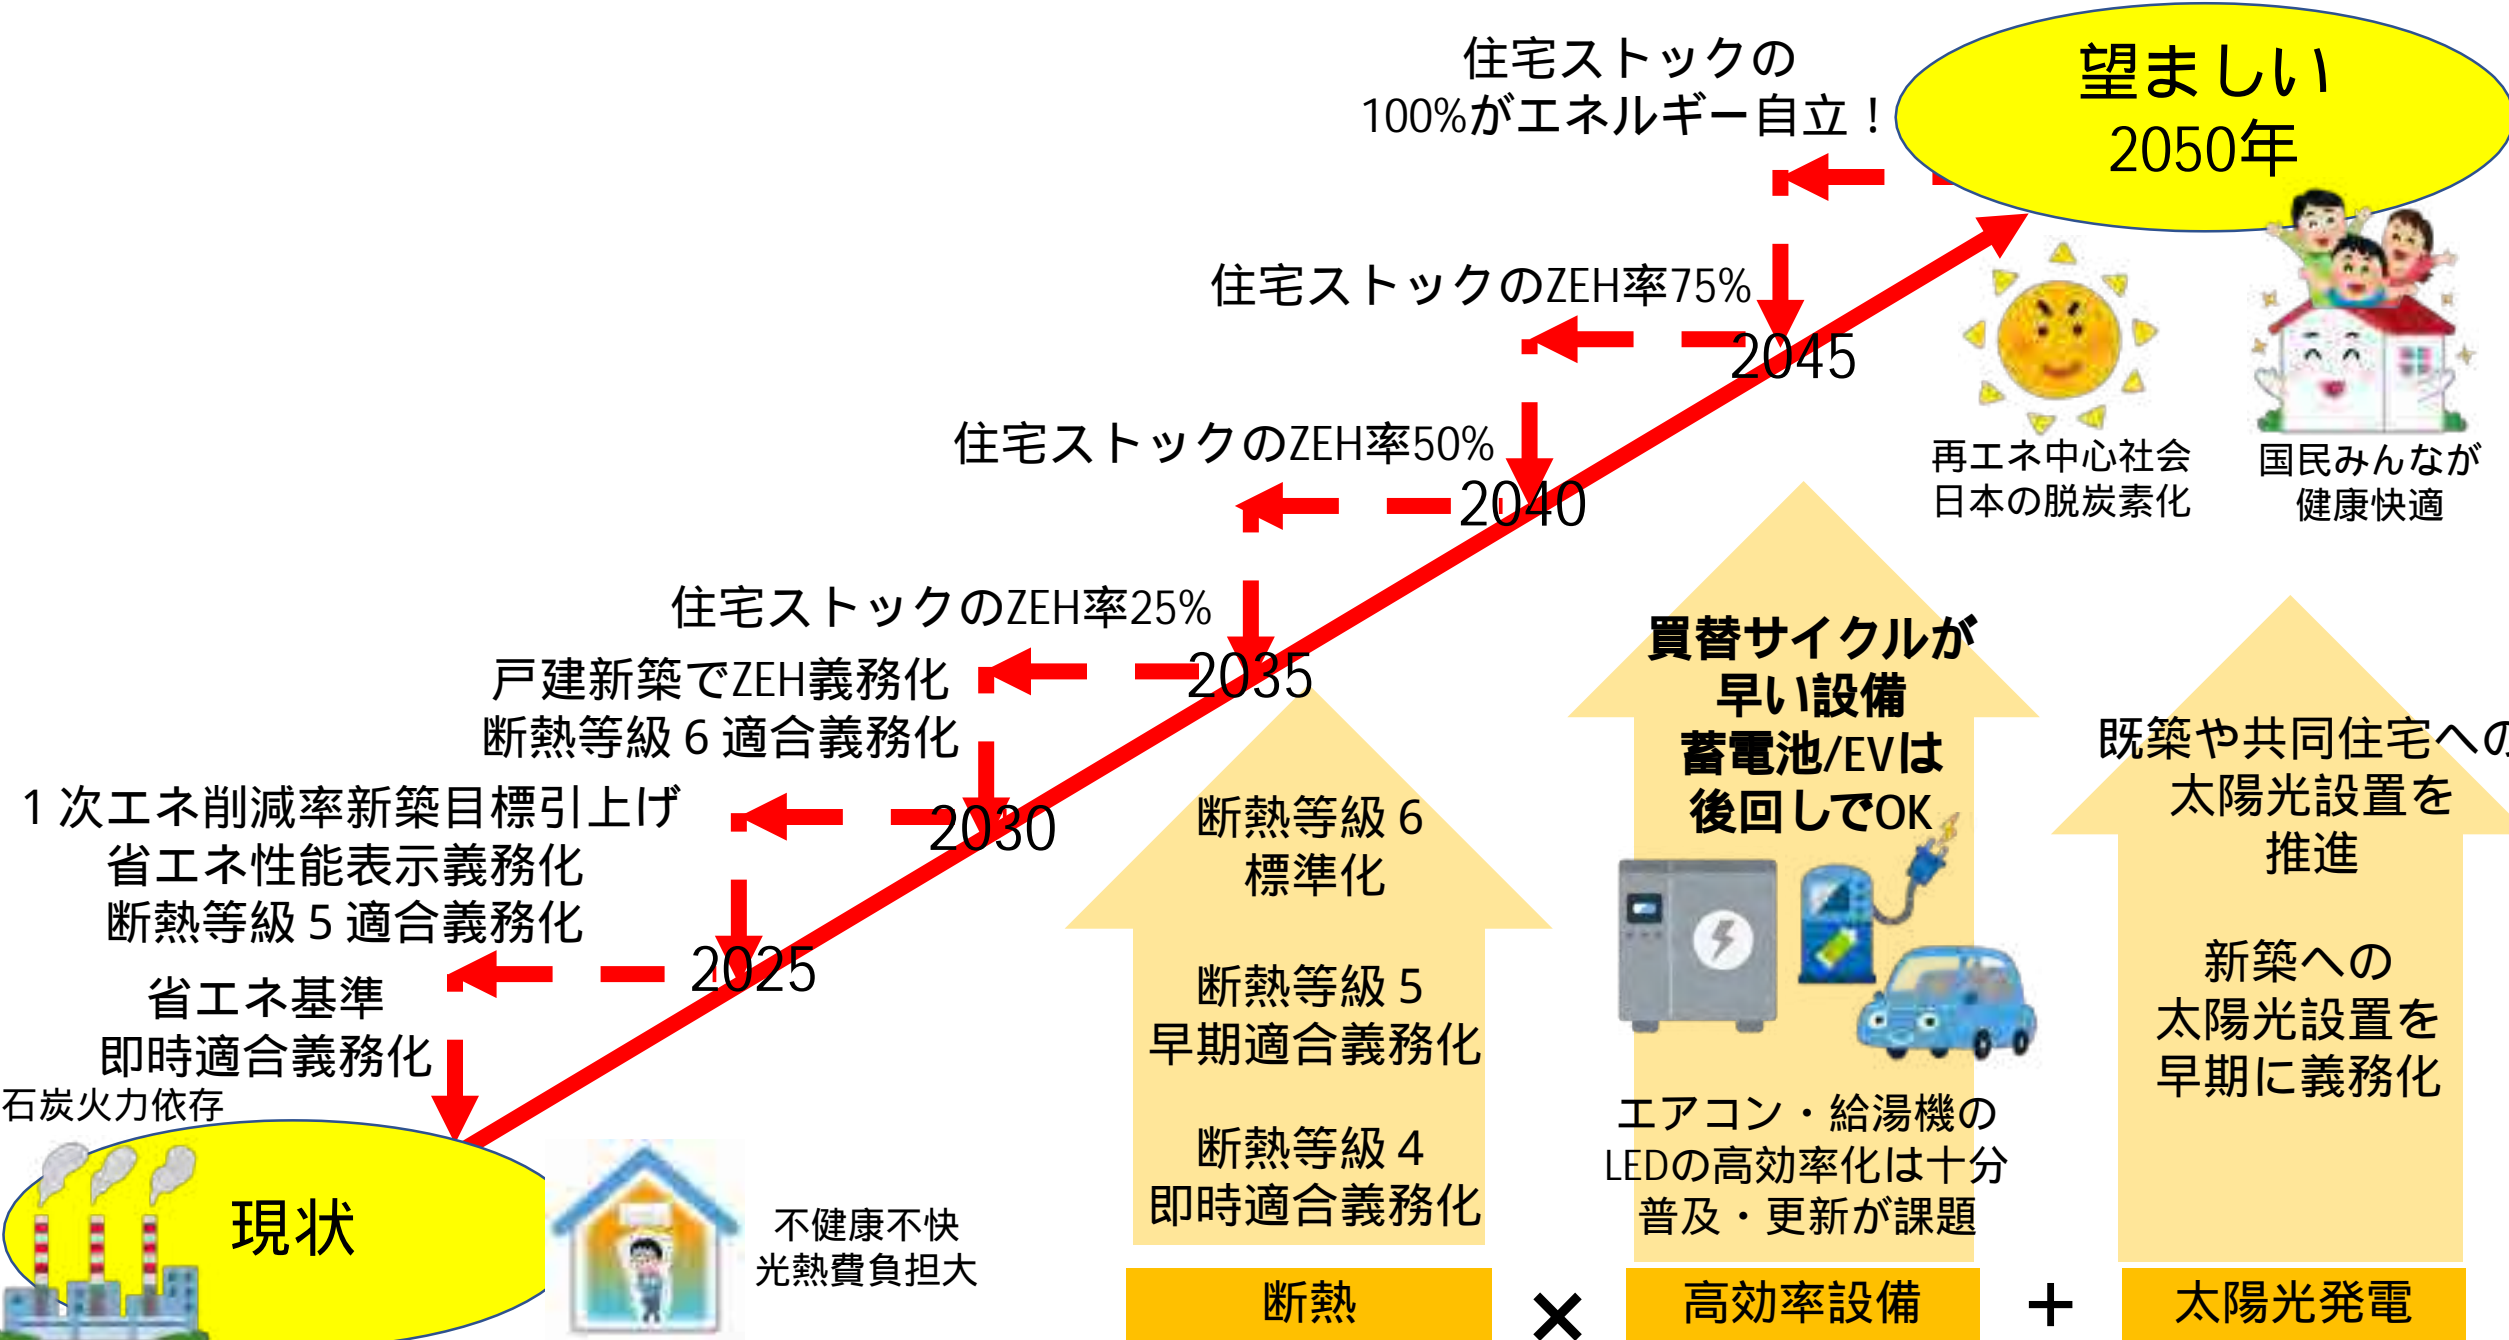 住宅ストックの
100%がエネルギー自立！
望ましい
2050年
住宅ストックのZEH率75%
2045
再エネ中心社会
日本の脱炭素化
国民みんなが
健康快適
住宅ストックのZEH率50%
2040
住宅ストックのZEH率25%
2035
戸建新築でZEH義務化
断熱等級６適合義務化
2030
１次エネ削減率新築目標引上げ
省エネ性能表示義務化
断熱等級５適合義務化
2025
省エネ基準
即時適合義務化
石炭火力依存
現状
不健康不快
光熱費負担大
断熱等級６
標準化
断熱等級５
早期適合義務化
断熱等級４
即時適合義務化
断熱
×
買替サイクルが
早い設備
蓄電池/EVは
後回しでOK
エアコン・給湯機の
LEDの高効率化は十分
普及・更新が課題
高効率設備
＋
既築や共同住宅への
太陽光設置を
推進
新築への
太陽光設置を
早期に義務化
太陽光発電